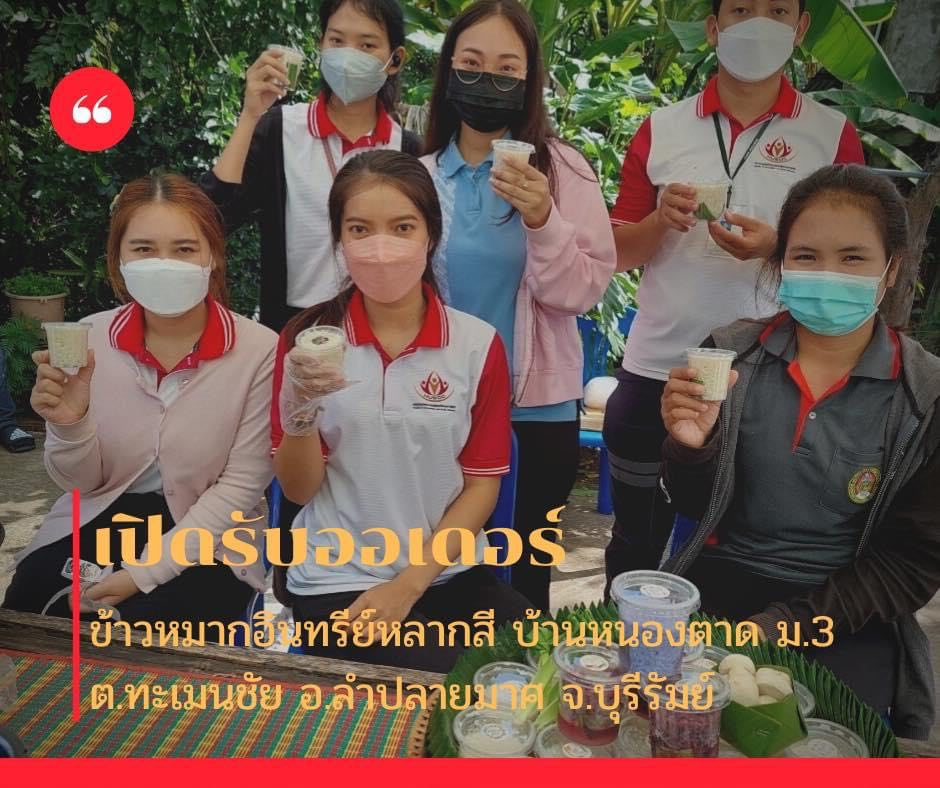 “
เปิดรับออเดอร์
ข้าวหมากอินทรีย์หลากสี บ้านหนองตาด ม.3
ต.ทะเมนชัย อ.ลำปลายมาศ จ.บุรีรัมย์